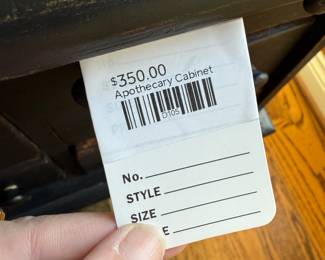 $350.00
Apothecary Cabinet
D105
No.
STYLE
SIZE
E